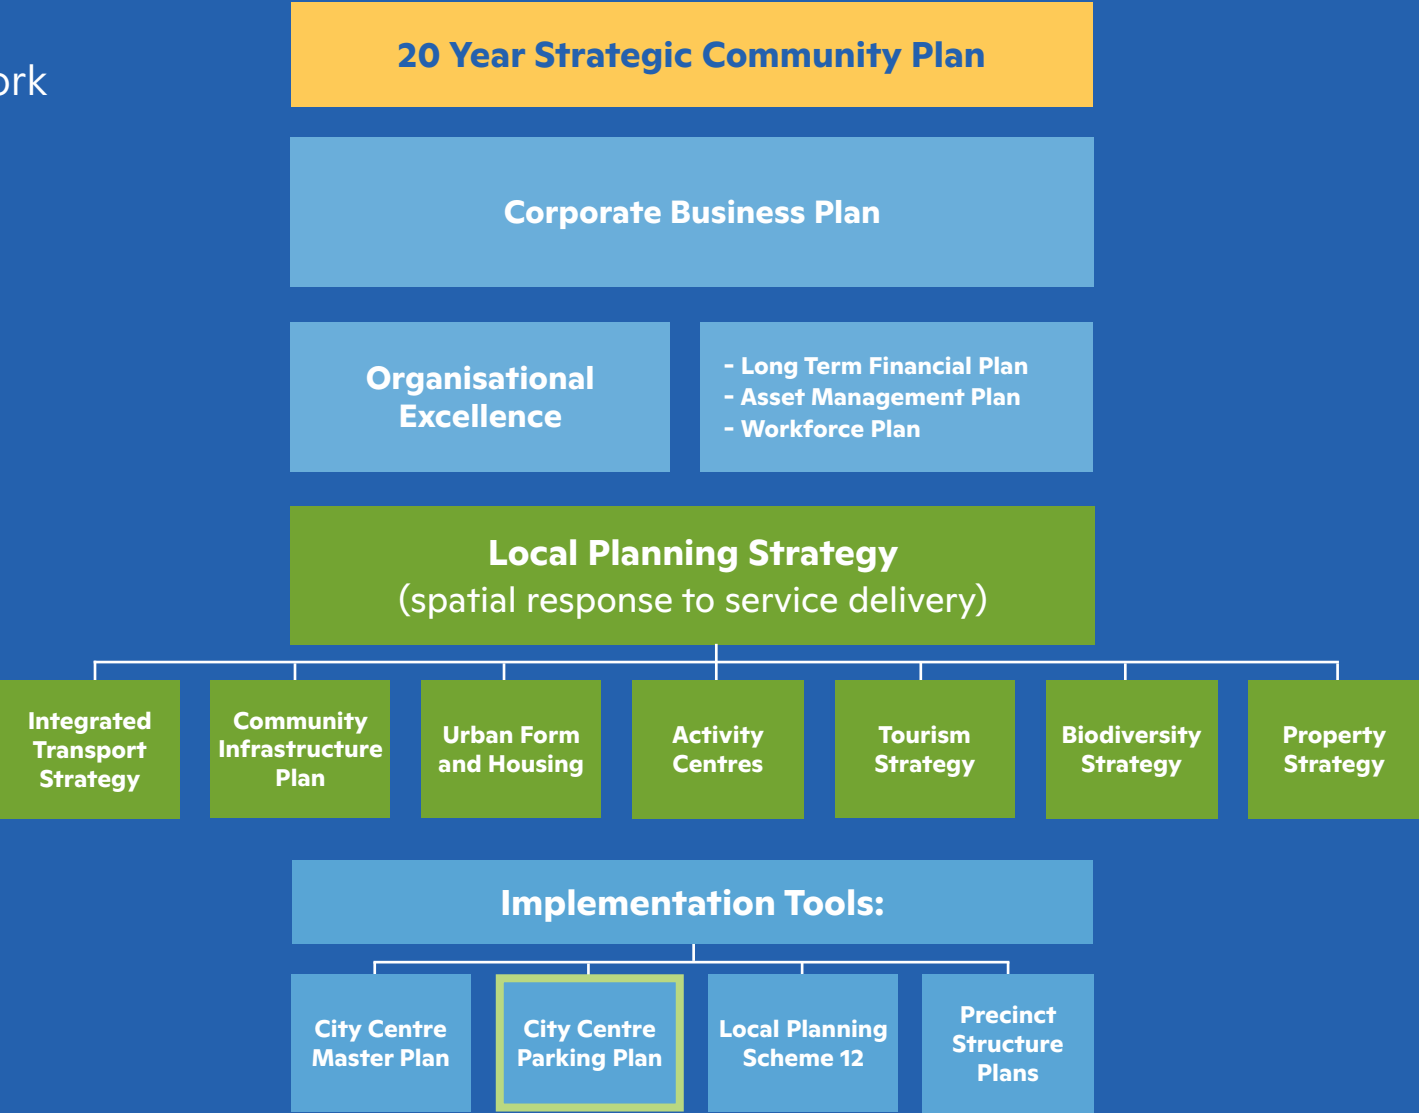 20 Year Strategic Community Plan
ork
Corporate Business Plan
Organisational
Excellence
- Long Term Financial Plan
- Asset Management Plan
- Workforce Plan
Local Planning Strategy
(spatial response to service delivery)
Integrated
Transport
Strategy
Community
Infrastructure
Plan
Urban Form
and Housing
Activity
Centres
Tourism
Strategy
Biodiversity
Strategy
Property
Strategy
Implementation Tools:
City Centre
Master Plan
City Centre
Parking Plan
Local Planning
Scheme 12
Precinct
Structure
Plans